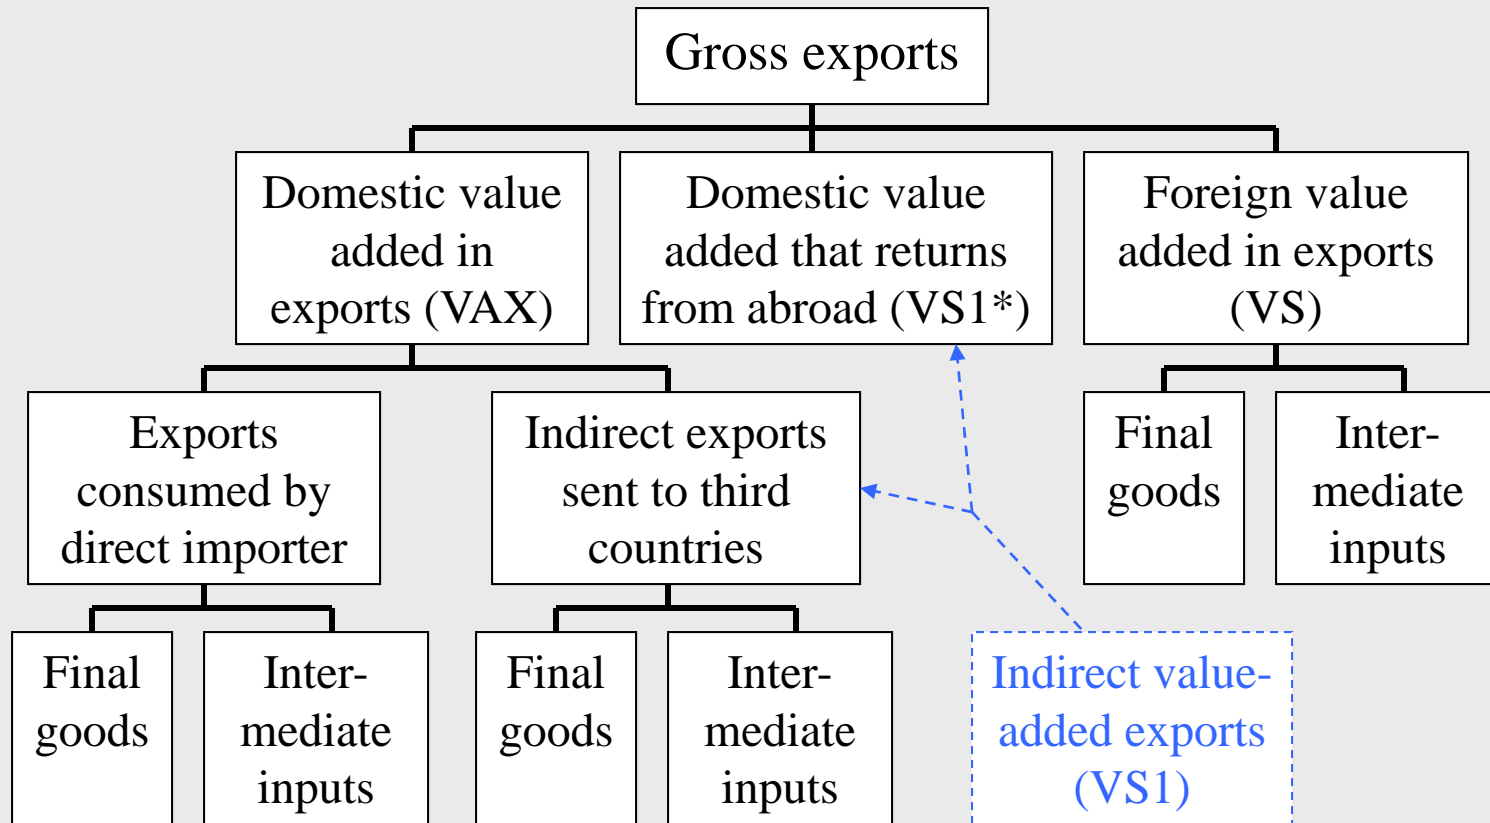 Gross exports
Domestic value
added in
exports (VAX)
Domestic value
added that returns
from abroad (VS1*)
Foreign value
added in exports
(VS)
Exports
consumed by
direct importer
Indirect exports
sent to third
countries
Final
goods
Inter-
mediate
inputs
Final
goods
Inter-
mediate
inputs
Final
goods
Inter-
mediate
inputs
Indirect value-
added exports
(VS1)